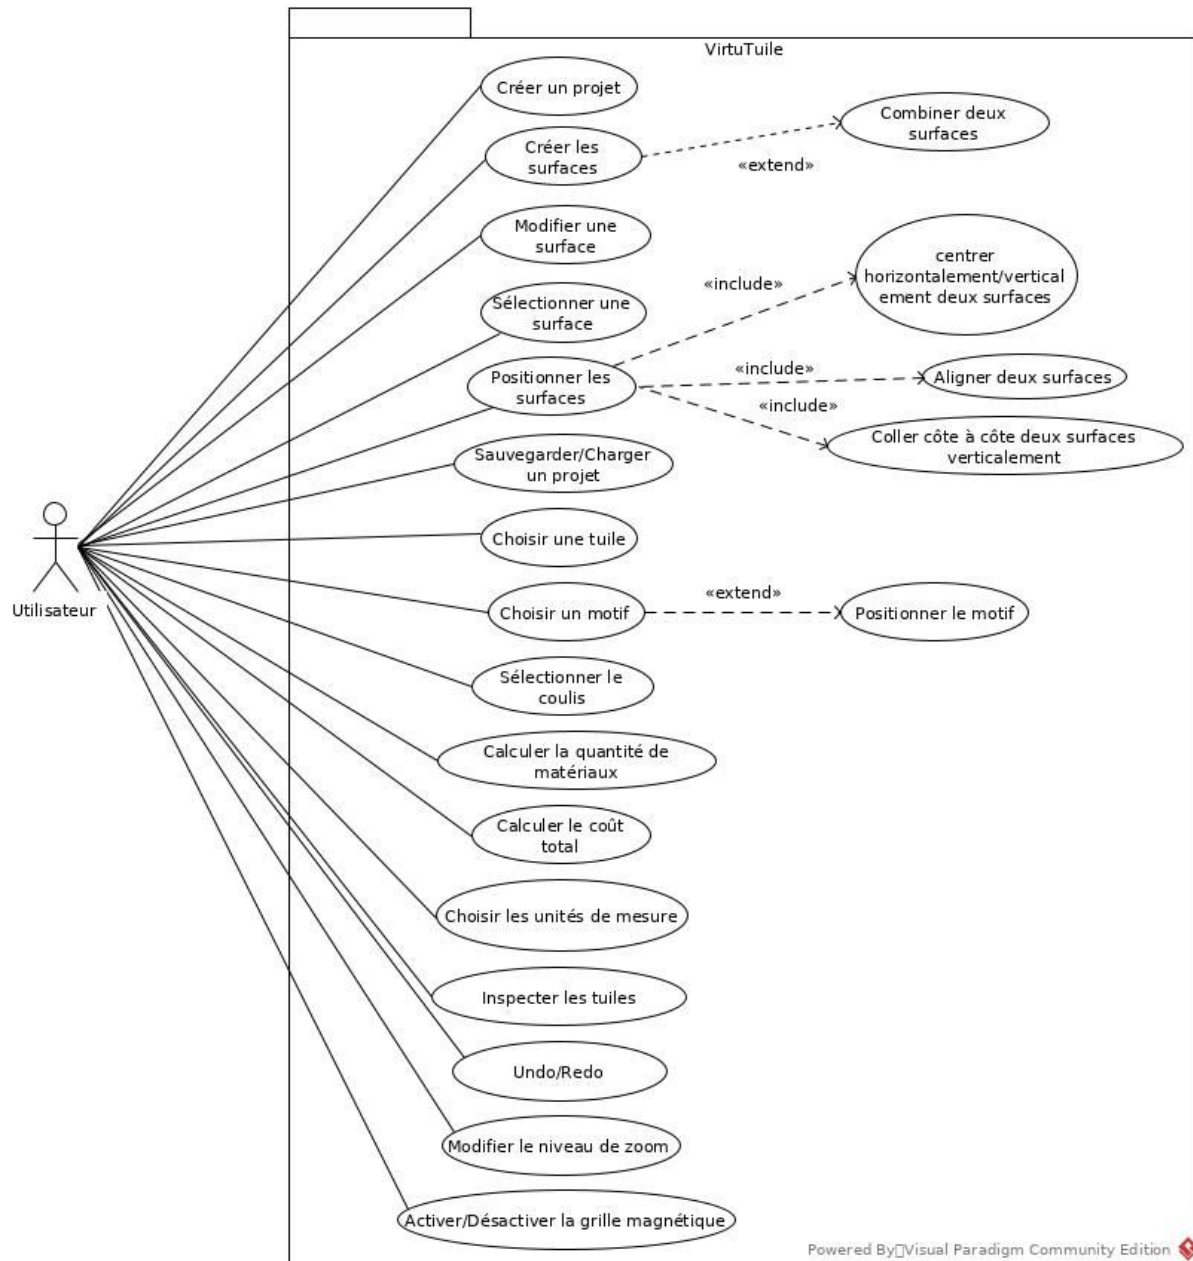 VirtuTuile
Créer un projet
Combiner deux
surfaces
Créer les
surfaces
«extend»
Modifier une
surface
centrer
horizontalement/vertical
ement deux surfaces
«include»
Sélectionner une
surface
Positionner les
surfaces
«include»
Aligner deux surfaces
«include»
Coller côte à côte deux surfaces
verticalement
Sauvegarder/Charger
un projet
Choisir une tuile
Utilisateur
Choisir un motif
«extend»
Positionner le motif
Sélectionner le
coulis
Calculer la quantité de
matériaux
Calculer le coût
total
Choisir les unités de mesure
Inspecter les tuiles
Undo/Redo
Modifier le niveau de zoom
Activer/Désactiver la grille magnétique
Powered By Visual Paradigm Community Edition